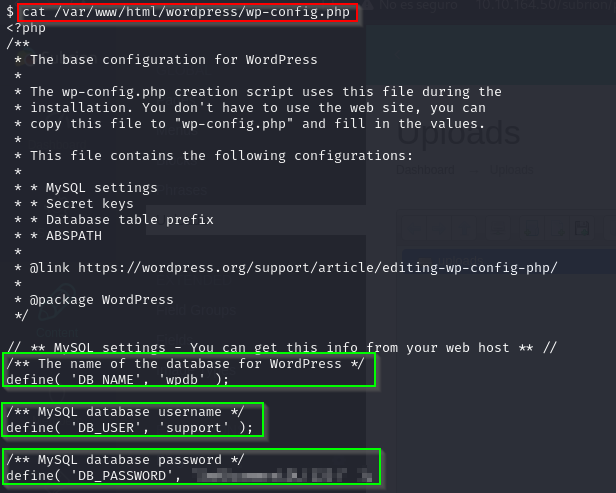 $ cat /var/www/html/wordpress/wp-config.php
<?php
/**
 * The base configuration for WordPress
 *
 * The wp-config.php creation script uses this file during the
 * installation. You don't have to use the web site, you can
 * copy this file to "wp-config.php" and fill in the values.
 *
 * This file contains the following configurations:
 *
 * * MySQL settings
 * * Secret keys
 * * Database table prefix
 * * ABSPATH
 *
 * @link https://wordpress.org/support/article/editing-wp-config-php/
 *
 * @package WordPress
 */

// ** MySQL settings - You can get this info from your web host ** //
/** The name of the database for WordPress */
define( 'DB_NAME', 'wpdb' );

/** MySQL database username */
define( 'DB_USER', 'support' );

/** MySQL database password */
define( 'DB_PASSWORD',
Uploads